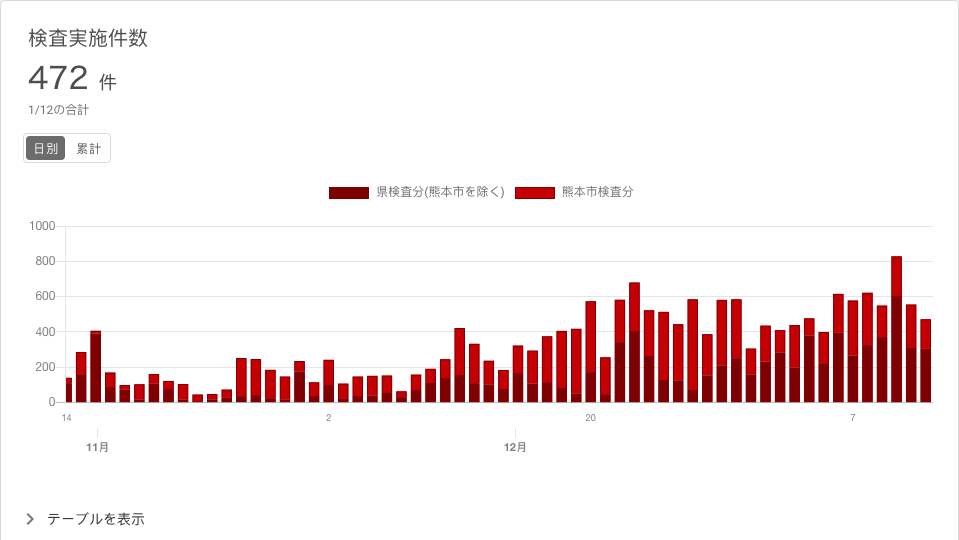 検査実施件数
472 件
1/12の合計
日別 累計
県検査分(熊本市を除く) 熊本市検査分
1000
800
600
400
200
0
14 2 20 7
11月 12月
テーブルを表示